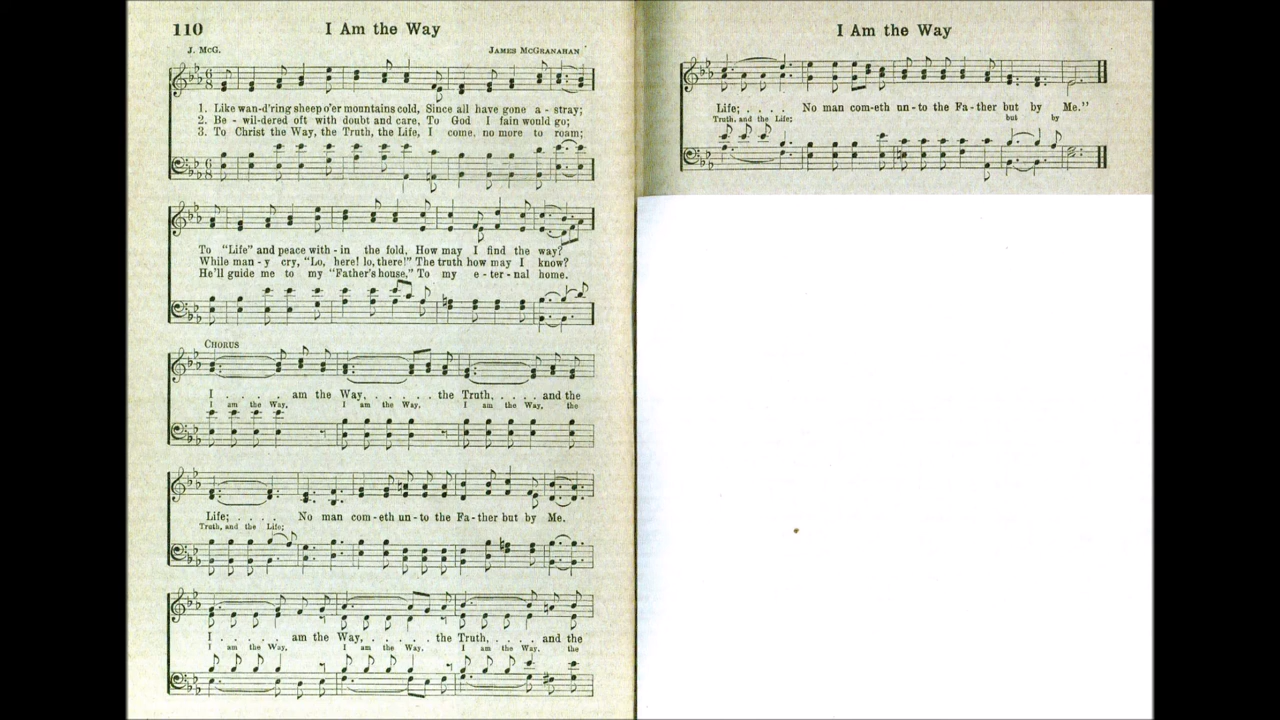 110
I Am the Way
J. McG.
James McGranahan
1. Like wan-d'ring sheep o'er mountains cold, Since all have gone a - stray;
2. Be - wil-dered oft with doubt and care, To God I fain would go;
3. To Christ the Way, the Truth, the Life, I come, no more to roam;
To "Life" and peace with - in the fold, How may I find the way?
While man - y cry, "Lo, here! lo, there!" The truth how may I know?
He'll guide me to my "Father's house," To my e - ter - nal home.
Chorus
I . . . . am the Way, . . . . . the Truth, . . . . and the
I am the Way, I am the Way, I am the Way, the
Life; . . . . No man com-eth un-to the Fa-ther but by Me.
Truth, and the Life;
I . . . . . am the Way, . . . . . . the Truth, . . . . . and the
I am the Way, I am the Way, I am the Way, the
I Am the Way
Life; . . . . No man com-eth un-to the Fa-ther but by Me."
Truth, and the Life; but by